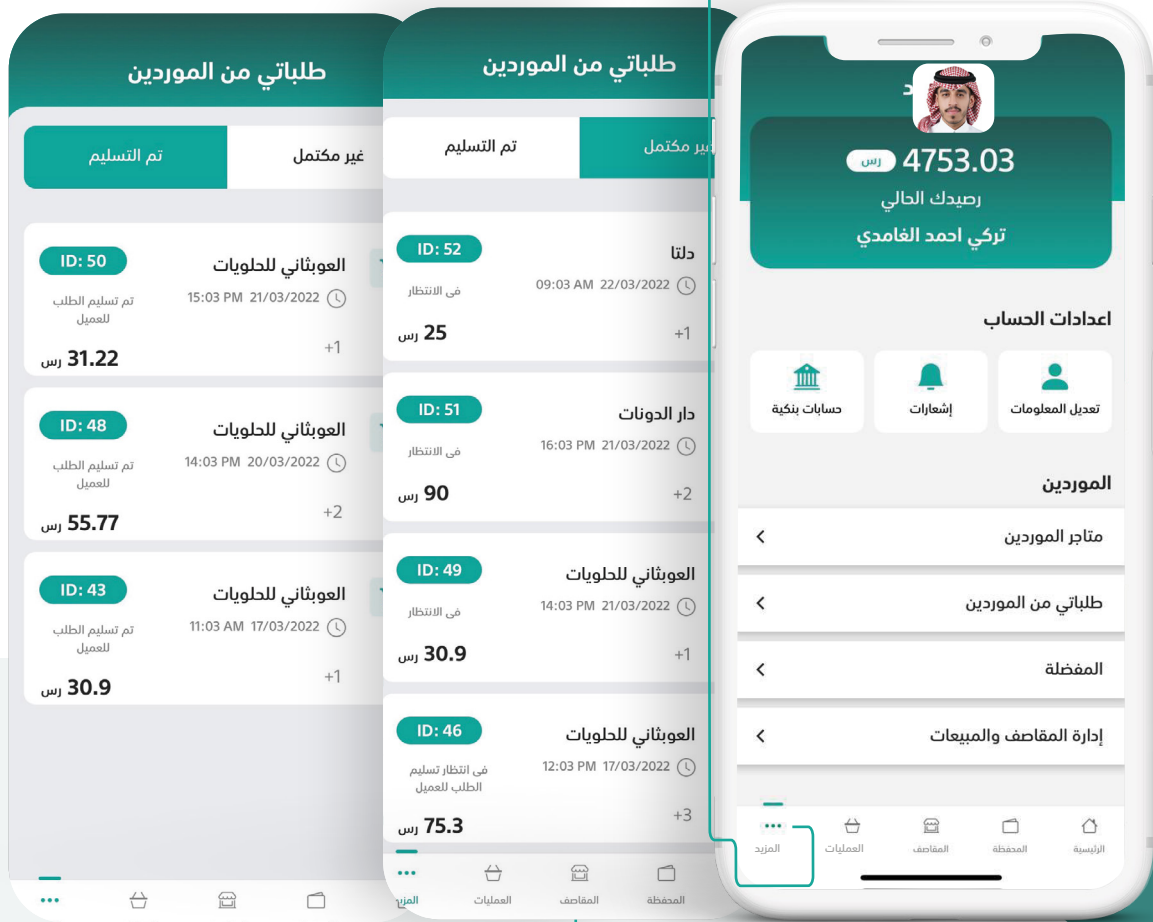 د
4753.03 رس
رصيدك الحالي
تركي احمد الغامدي
اعدادات الحساب
تعديل المعلومات
إشعارات
حسابات بنكية
الموردين
متاجر الموردين
طلباتي من الموردين
المفضلة
إدارة المقاصف والمبيعات
الرئيسية
المحفظة
المقاصف
العمليات
المزيد
طلباتي من الموردين
غير مكتمل
تم التسليم
دلتا
ID: 52
09:03 AM 22/03/2022
في الانتظار
+1
25 رس
دار الدونات
ID: 51
16:03 PM 21/03/2022
في الانتظار
+2
90 رس
العوبثاني للحلويات
ID: 49
14:03 PM 21/03/2022
في الانتظار
+1
30.9 رس
العوبثاني للحلويات
ID: 46
12:03 PM 17/03/2022
في انتظار تسليم
الطلب للعميل
+3
75.3 رس
المحفظة
المقاصف
العمليات
المزيد
طلباتي من الموردين
غير مكتمل
تم التسليم
العوبثاني للحلويات
ID: 50
15:03 PM 21/03/2022
تم تسليم الطلب
للعميل
+1
31.22 رس
العوبثاني للحلويات
ID: 48
14:03 PM 20/03/2022
تم تسليم الطلب
للعميل
+2
55.77 رس
العوبثاني للحلويات
ID: 43
11:03 AM 17/03/2022
تم تسليم الطلب
للعميل
+1
30.9 رس